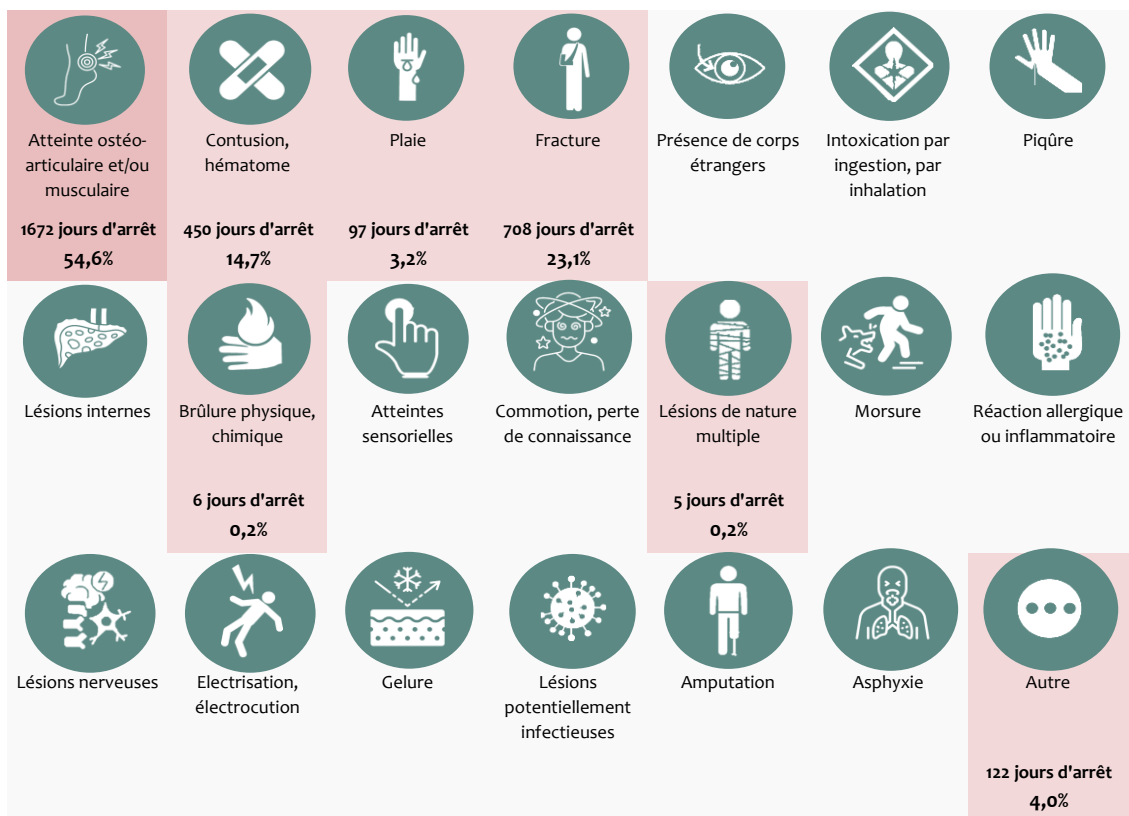 Atteinte ostéo-
articulaire et/ou
musculaire
1672 jours d'arrêt
54,6%
Contusion,
hématome
450 jours d'arrêt
14,7%
Plaie
97 jours d'arrêt
3,2%
Fracture
708 jours d'arrêt
23,1%
Présence de corps
étrangers
Intoxication par
ingestion, par
inhalation
Piqûre
Lésions internes
Brûlure physique,
chimique
6 jours d'arrêt
0,2%
Atteintes
sensorielles
Commotion, perte
de connaissance
Lésions de nature
multiple
5 jours d'arrêt
0,2%
Morsure
Réaction allergique
ou inflammatoire
Lésions nerveuses
Electrisation,
électrocution
Gelure
Lésions
potentiellement
infectieuses
Amputation
Asphyxie
Autre
122 jours d'arrêt
4,0%